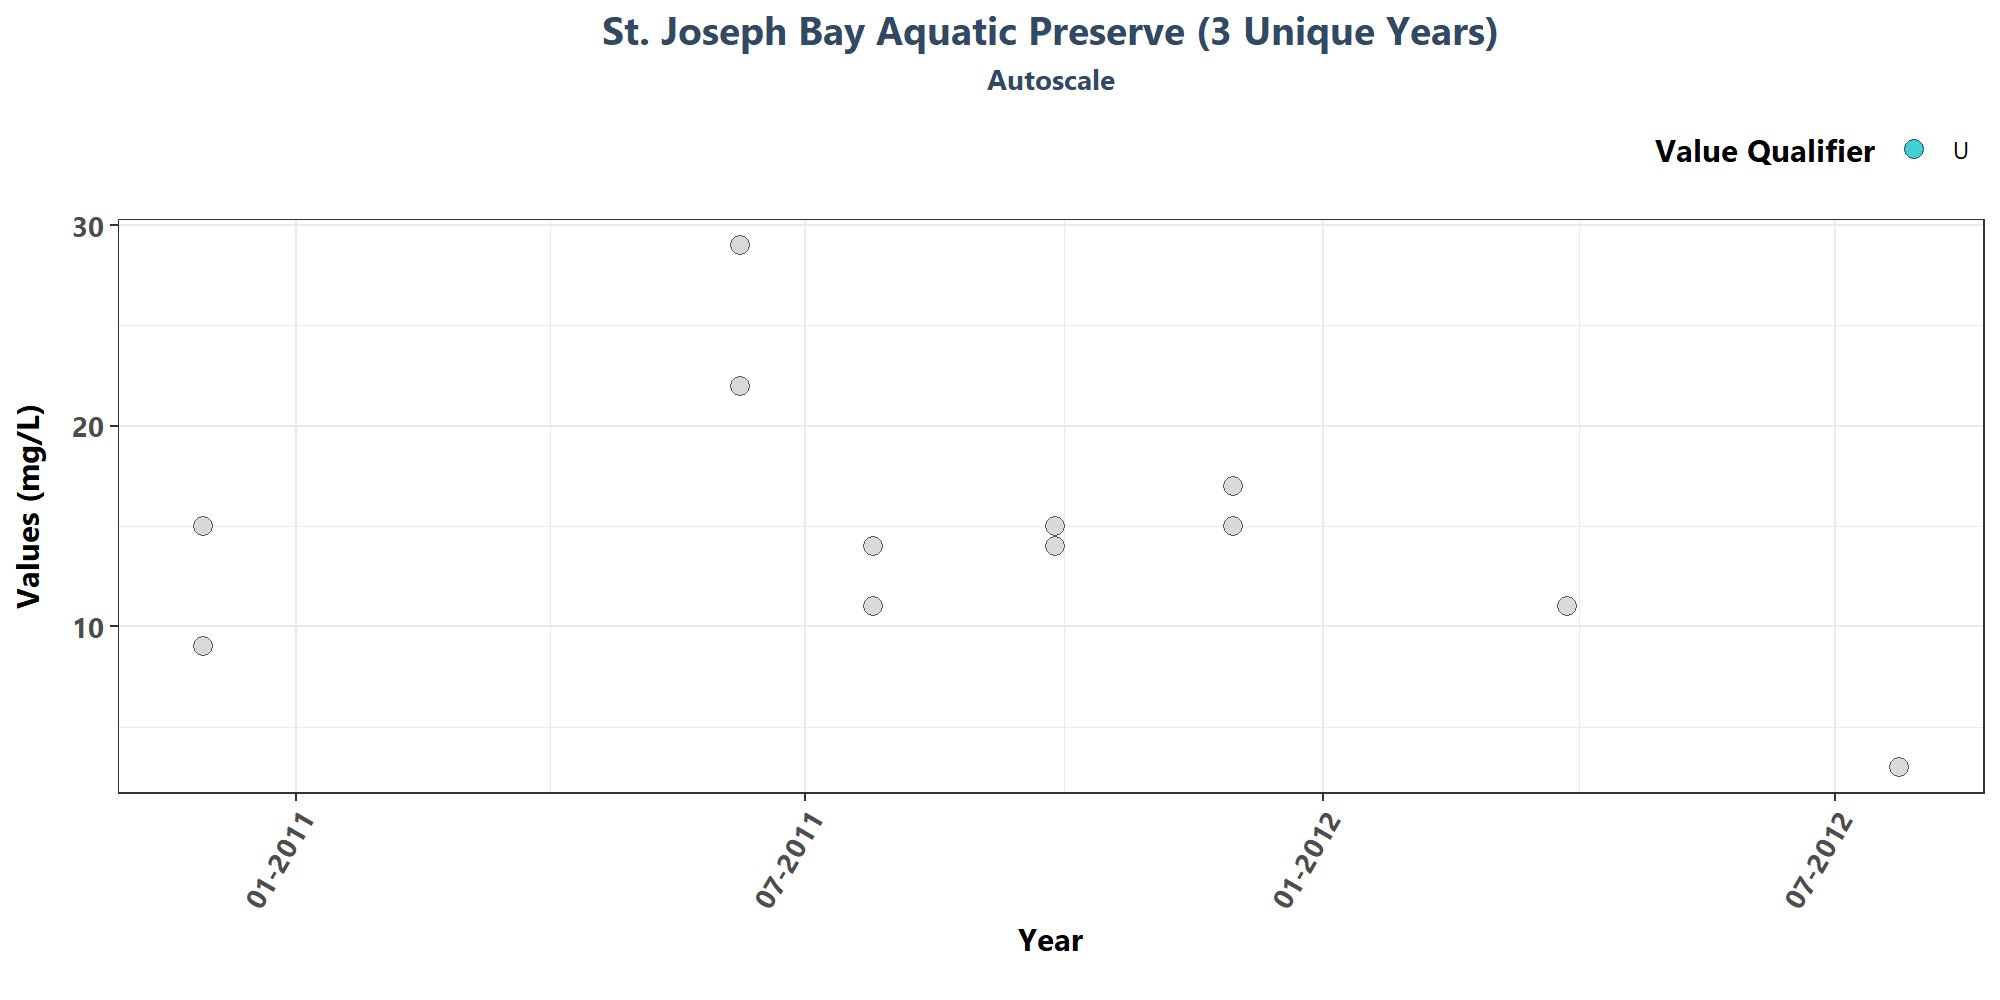 St. Joseph Bay Aquatic Preserve (3 Unique Years)
Autoscale
Value Qualifier U
30
20
10
Values (mg/L)
01-2011
07-2011
01-2012
07-2012
Year